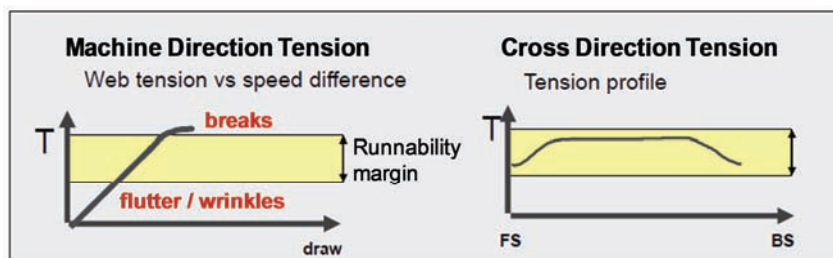 Machine Direction Tension
Web tension vs speed difference
T
breaks
Runnability
margin
flutter / wrinkles
draw
Cross Direction Tension
Tension profile
T
FS
BS